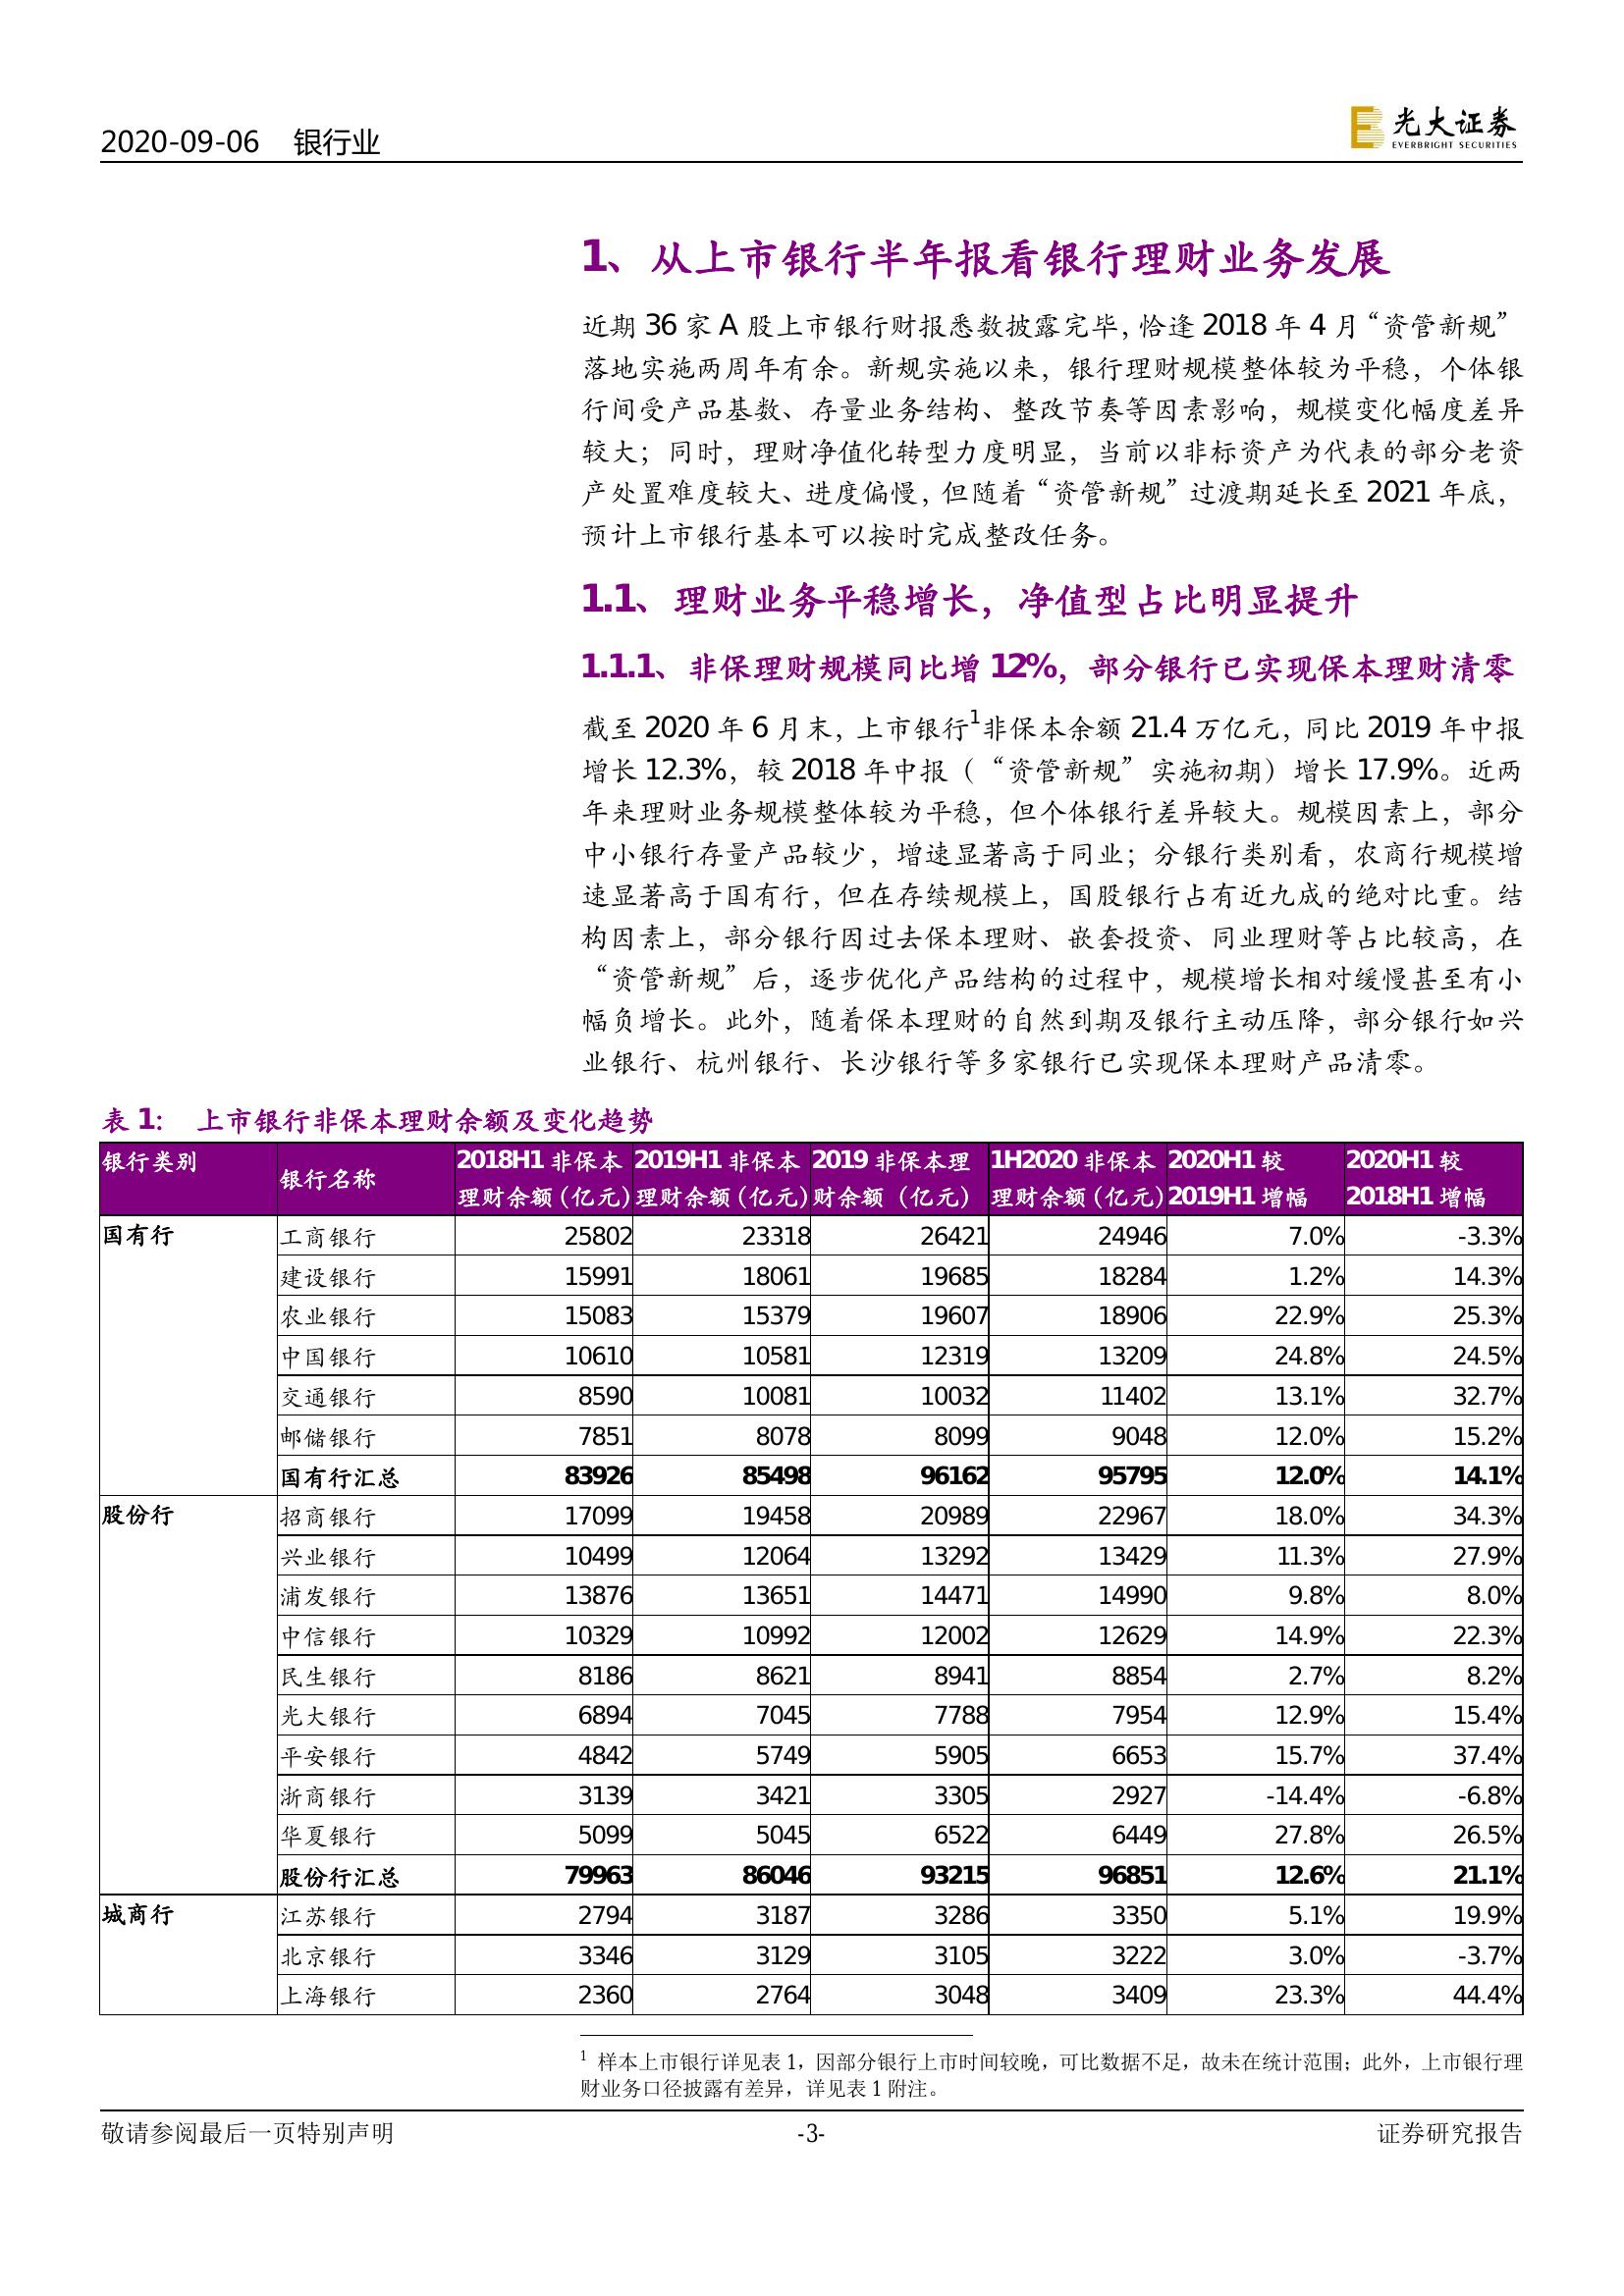 2020-09-06 银行业
光大证券
EVERBRIGHT SECURITIES
1、从上市银行半年报看银行理财业务发展
近期 36 家 A 股上市银行财报悉数披露完毕，恰逢 2018 年 4 月“资管新规”
落地实施两周年有余。新规实施以来，银行理财规模整体较为平稳，个体银
行间受产品基数、存量业务结构、整改节奏等因素影响，规模变化幅度差异
较大；同时，理财净值化转型力度明显，当前以非标资产为代表的部分老资
产处置难度较大、进度偏慢，但随着“资管新规”过渡期延长至 2021 年底，
预计上市银行基本可以按时完成整改任务。
1.1、理财业务平稳增长，净值型占比明显提升
1.1.1、非保理财规模同比增 12%，部分银行已实现保本理财清零
截至 2020 年 6 月末，上市银行1非保本余额 21.4 万亿元，同比 2019 年中报
增长 12.3%，较 2018 年中报（“资管新规”实施初期）增长 17.9%。近两
年来理财业务规模整体较为平稳，但个体银行差异较大。规模因素上，部分
中小银行存量产品较少，增速显著高于同业；分银行类别看，农商行规模增
速显著高于国有行，但在存续规模上，国股银行占有近九成的绝对比重。结
构因素上，部分银行因过去保本理财、嵌套投资、同业理财等占比较高，在
“资管新规”后，逐步优化产品结构的过程中，规模增长相对缓慢甚至有小
幅负增长。此外，随着保本理财的自然到期及银行主动压降，部分银行如兴
业银行、杭州银行、长沙银行等多家银行已实现保本理财产品清零。
表 1： 上市银行非保本理财余额及变化趋势
银行类别 银行名称 2018H1 非保本 2019H1 非保本 2019 非保本理 1H2020 非保本 2020H1 较 2020H1 较
理财余额（亿元） 理财余额（亿元） 财余额（亿元） 理财余额（亿元） 2019H1 增幅 2018H1 增幅
国有行 工商银行 25802 23318 26421 24946 7.0% -3.3%
建设银行 15991 18061 19685 18284 1.2% 14.3%
农业银行 15083 15379 19607 18906 22.9% 25.3%
中国银行 10610 10581 12319 13209 24.8% 24.5%
交通银行 8590 10081 10032 11402 13.1% 32.7%
邮储银行 7851 8078 8099 9048 12.0% 15.2%
国有行汇总 83926 85498 96162 95795 12.0% 14.1%
股份行 招商银行 17099 19458 20989 22967 18.0% 34.3%
兴业银行 10499 12064 13292 13429 11.3% 27.9%
浦发银行 13876 13651 14471 14990 9.8% 8.0%
中信银行 10329 10992 12002 12629 14.9% 22.3%
民生银行 8186 8621 8941 8854 2.7% 8.2%
光大银行 6894 7045 7788 7954 12.9% 15.4%
平安银行 4842 5749 5905 6653 15.7% 37.4%
浙商银行 3139 3421 3305 2927 -14.4% -6.8%
华夏银行 5099 5045 6522 6449 27.8% 26.5%
股份行汇总 79963 86046 93215 96851 12.6% 21.1%
城商行 江苏银行 2794 3187 3286 3350 5.1% 19.9%
北京银行 3346 3129 3105 3222 3.0% -3.7%
上海银行 2360 2764 3048 3409 23.3% 44.4%
1 样本上市银行详见表 1，因部分银行上市时间较晚，可比数据不足，故未在统计范围；此外，上市银行理
财业务口径披露有差异，详见表 1 附注。
敬请参阅最后一页特别声明 -3- 证券研究报告